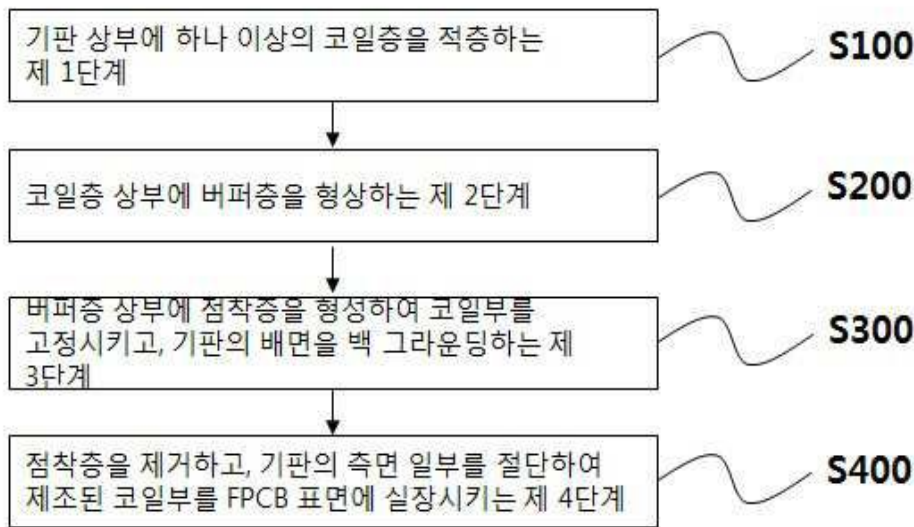 기판 상부에 하나 이상의 코일층을 적층하는
제 1단계
S100
코일층 상부에 버퍼층을 형상하는 제 2단계
S200
버퍼층 상부에 점착층을 형성하여 코일부를
고정시키고, 기판의 배면을 백 그라운딩하는 제
3단계
S300
점착층을 제거하고, 기판의 측면 일부를 절단하여
제조된 코일부를 FPCB 표면에 실장시키는 제 4단계
S400